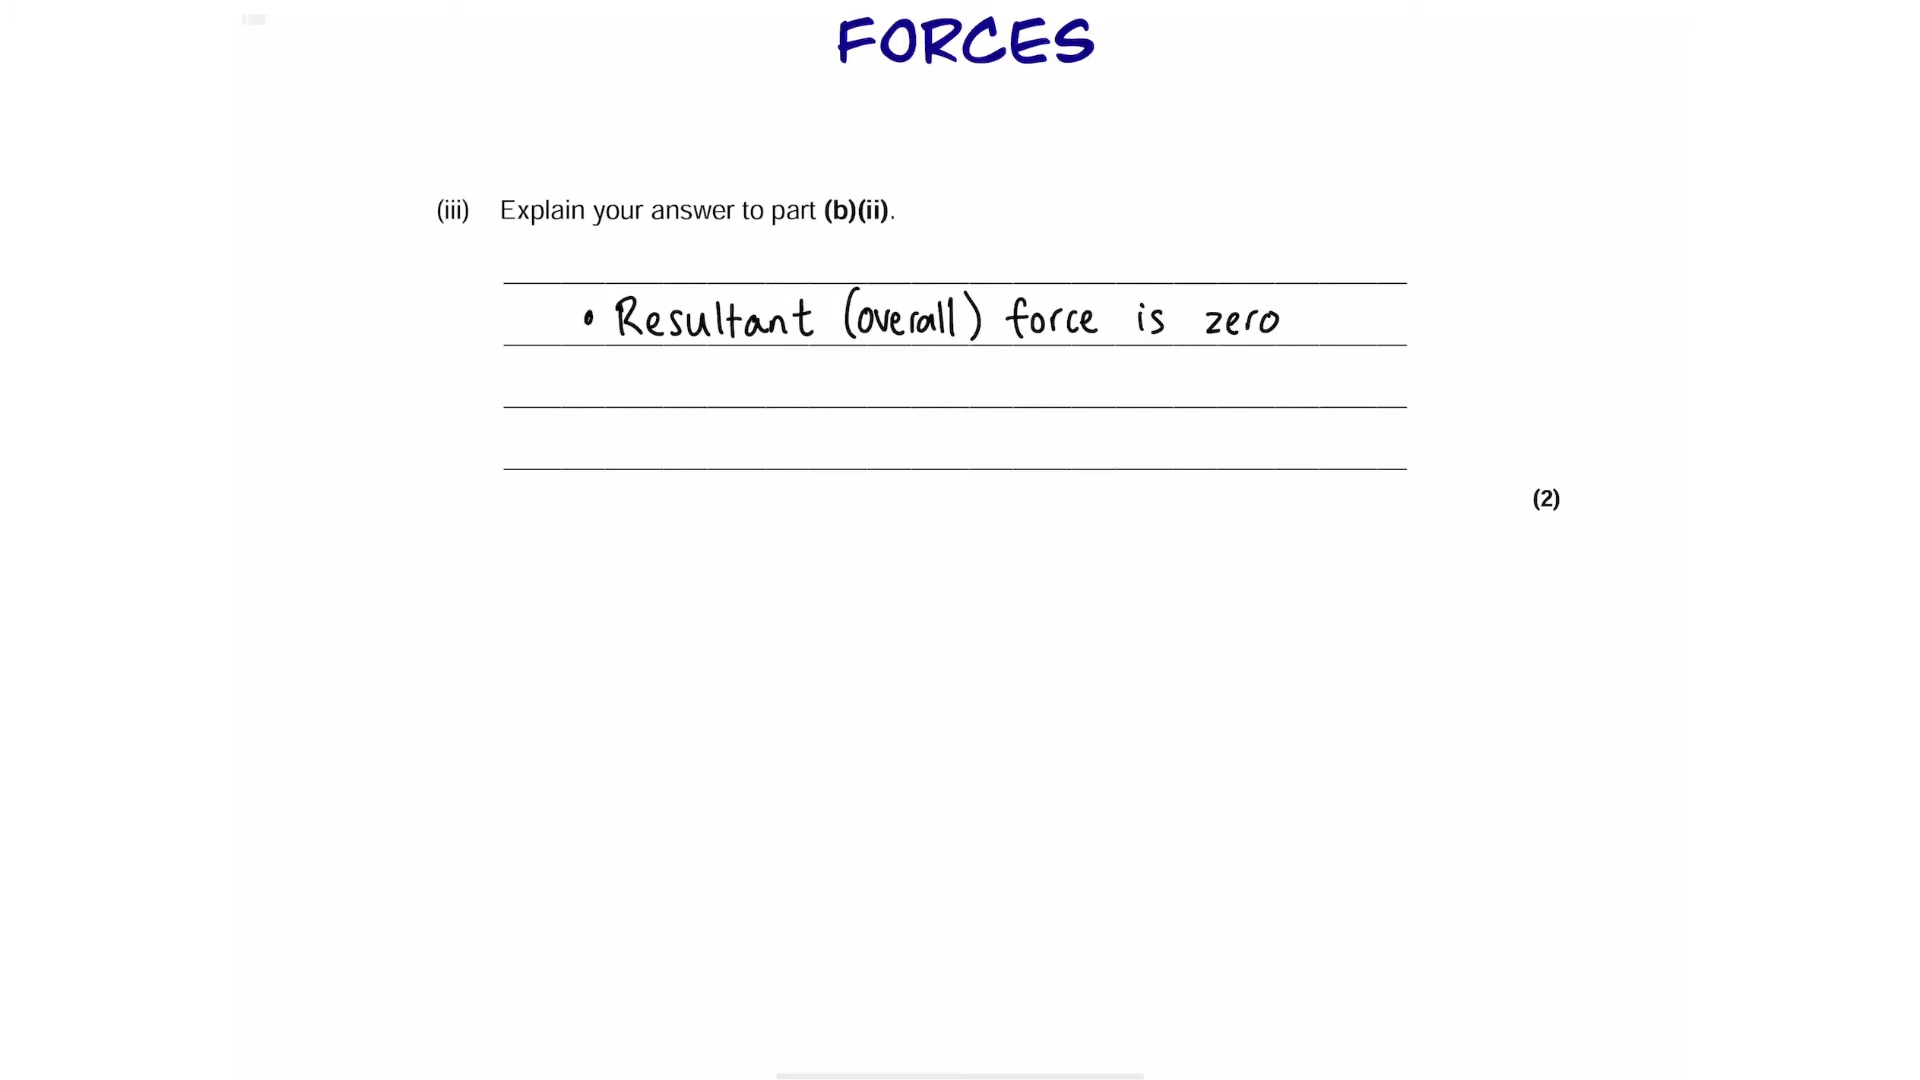 FORCES
(iii) Explain your answer to part (b)(ii).
• Resultant (overall) force is zero
(2)